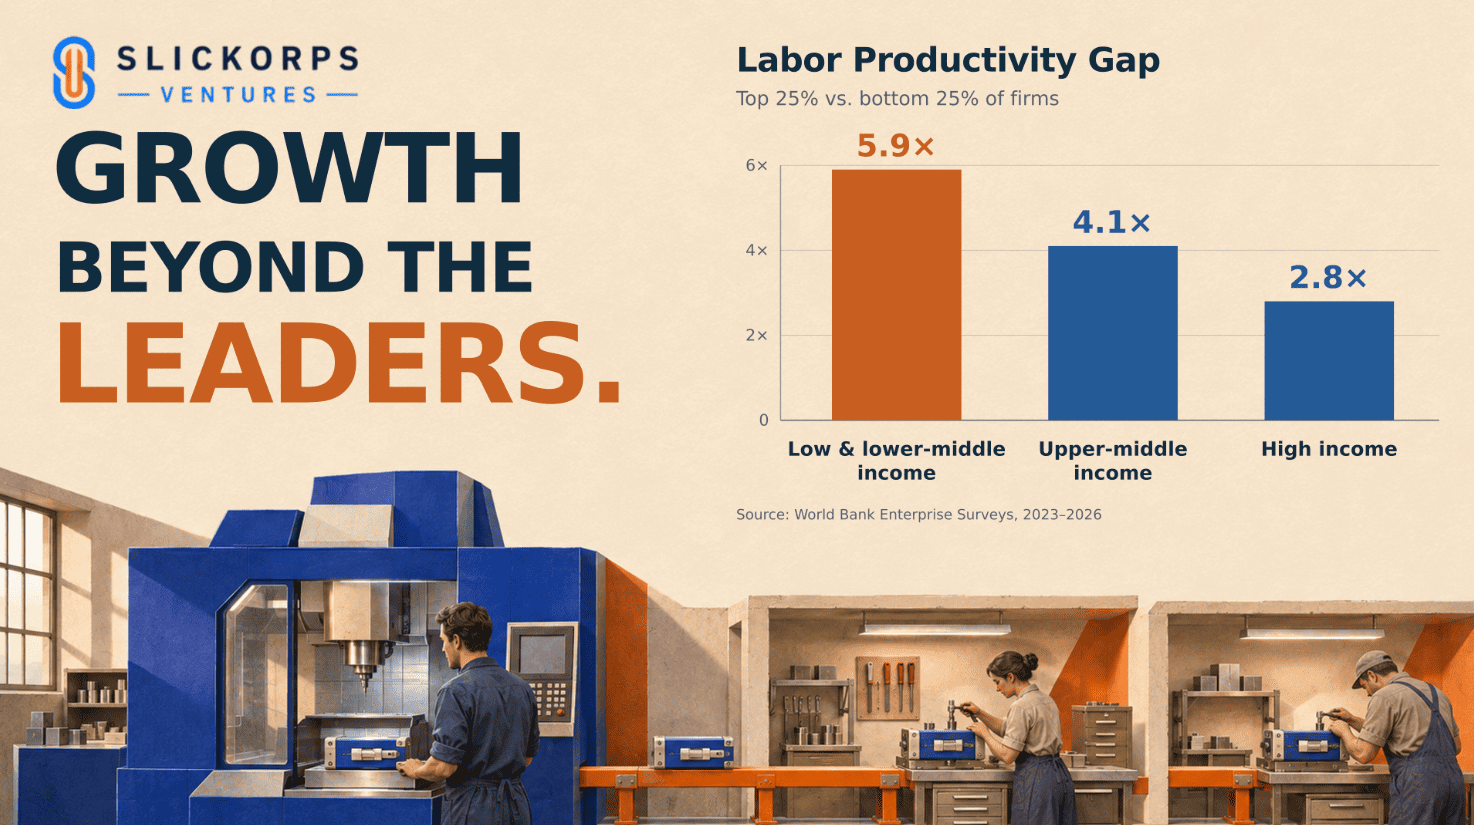 SLICKORPS
VENTURES
GROWTH
BEYOND THE
LEADERS.
Labor Productivity Gap
Top 25% vs. bottom 25% of firms
5.9×
4.1×
2.8×
6×
4×
2×
0
Low & lower-middle
income
Upper-middle
income
High income
Source: World Bank Enterprise Surveys, 2023–2026